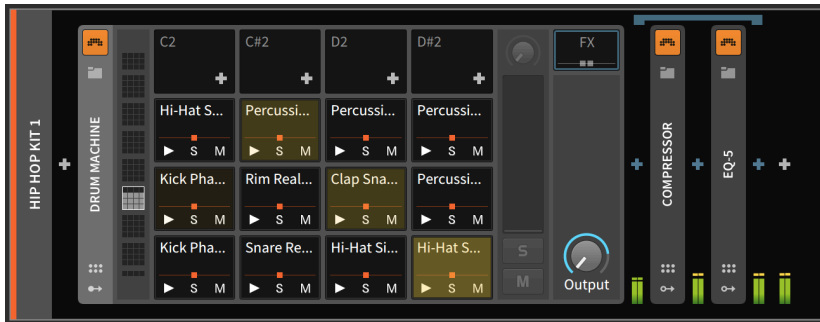 HIP HOP KIT 1
DRUM MACHINE
C2 C#2 D2 D#2
Hi-Hat S... Percussi... Percussi... Percussi...
S M S M S M S M
Kick Pha... Rim Real... Clap Sna... Percussi...
S M S M S M S M
Kick Pha... Snare Re... Hi-Hat Si... Hi-Hat S...
S M S M S M S M
S
M
FX
Output
COMPRESSOR
EQ-5